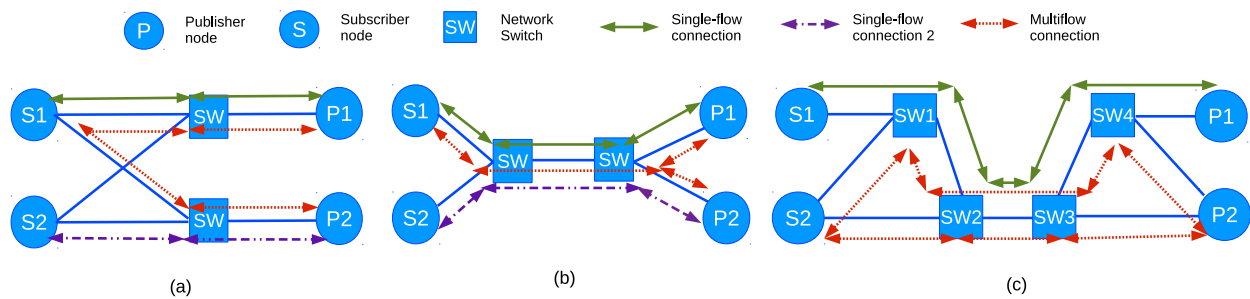 P Publisher node
S Subscriber node
SW Network Switch
Single-flow connection
Single-flow connection 2
Multiflow connection
S1
SW
P1
S2
SW
P2
(a)
S1
P1
SW
SW
S2
P2
(b)
S1
SW1
SW4
P1
S2
SW2
SW3
P2
(c)